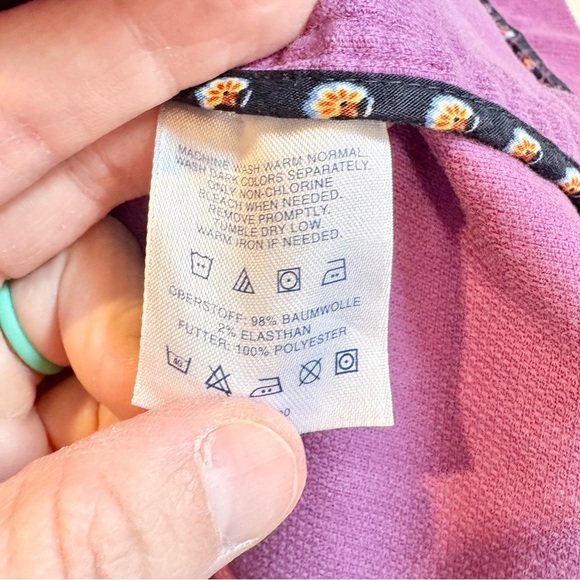 MACHINE WASH WARM NORMAL.
WASH DARK COLORS SEPARATELY.
ONLY NON-CHLORINE
BLEACH WHEN NEEDED.
REMOVE PROMPTLY.
TUMBLE DRY LOW.
WARM IRON IF NEEDED.
OBERSTOFF: 98% BAUMWOLLE
2% ELASTHAN
FUTTER: 100% POLYESTER
40